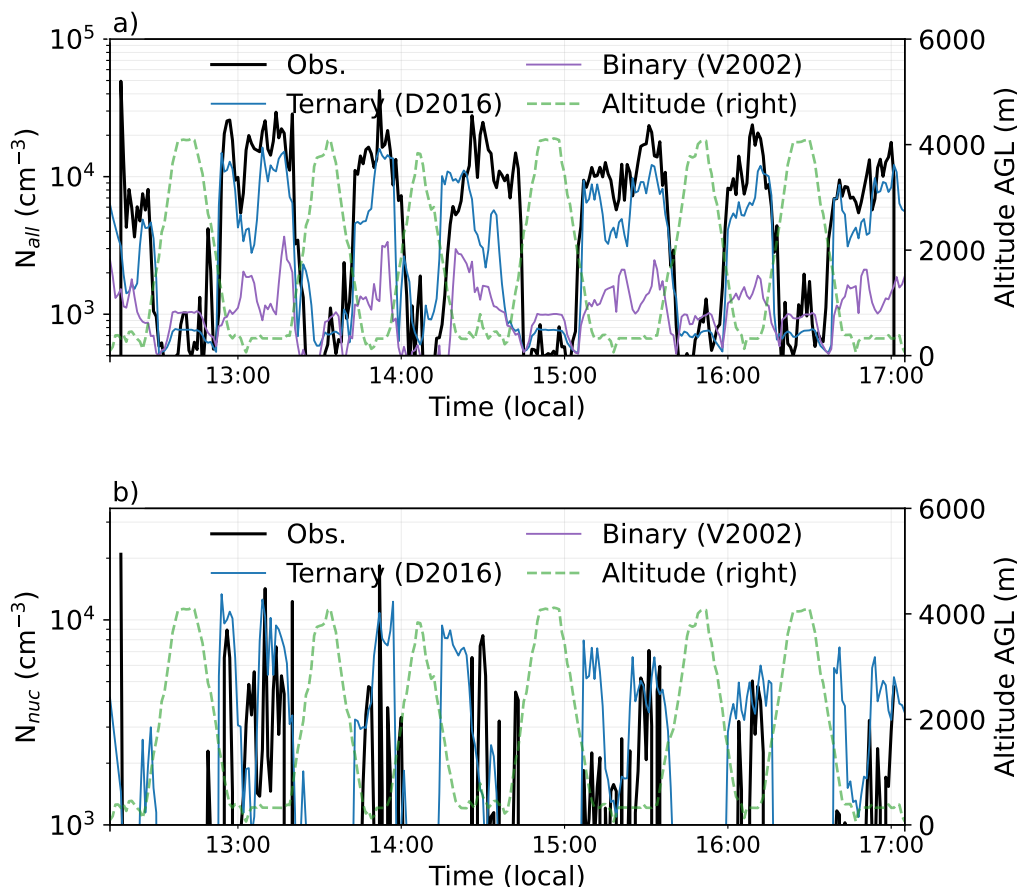 a)
10^5
10^4
10^3
N_all (cm^−3)
Obs.
Ternary (D2016)
Binary (V2002)
Altitude (right)
6000
4000
2000
0
Altitude AGL (m)
13:00 14:00 15:00 16:00 17:00
Time (local)
b)
10^4
10^3
N_nuc (cm^−3)
Obs.
Ternary (D2016)
Binary (V2002)
Altitude (right)
6000
4000
2000
0
Altitude AGL (m)
13:00 14:00 15:00 16:00 17:00
Time (local)